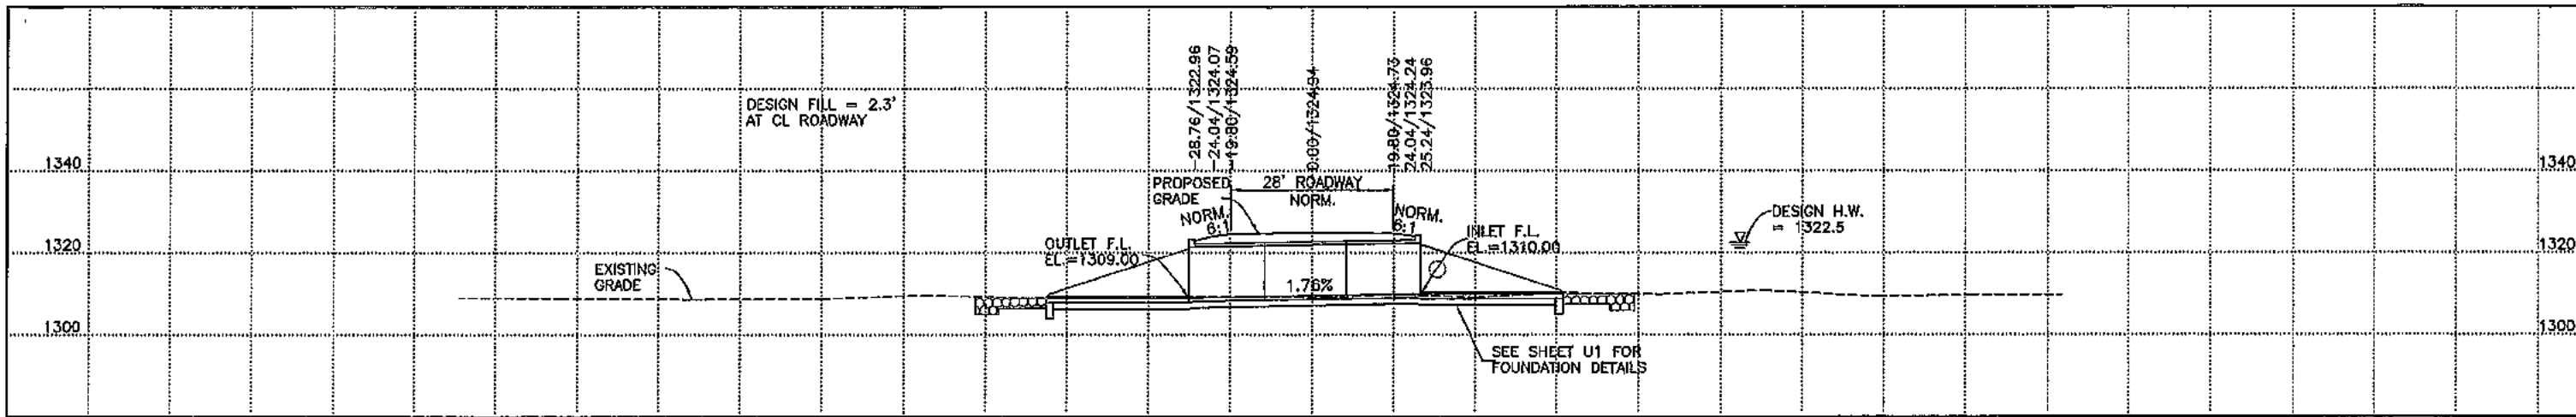 DESIGN FILL = 2.3'
AT CL ROADWAY
-28.76/1322.96
-24.04/1324.07
-19.80/1324.59
0.00/1324.94
19.80/1324.73
24.04/1324.24
25.24/1323.96
1340
1340
PROPOSED
GRADE
28' ROADWAY
NORM.
NORM.
6:1
NORM.
6:1
DESIGN H.W.
= 1322.5
OUTLET F.L.
EL.=1309.00
INLET F.L.
EL.=1310.00
1320
1320
EXISTING
GRADE
1.76%
1300
1300
SEE SHEET U1 FOR
FOUNDATION DETAILS